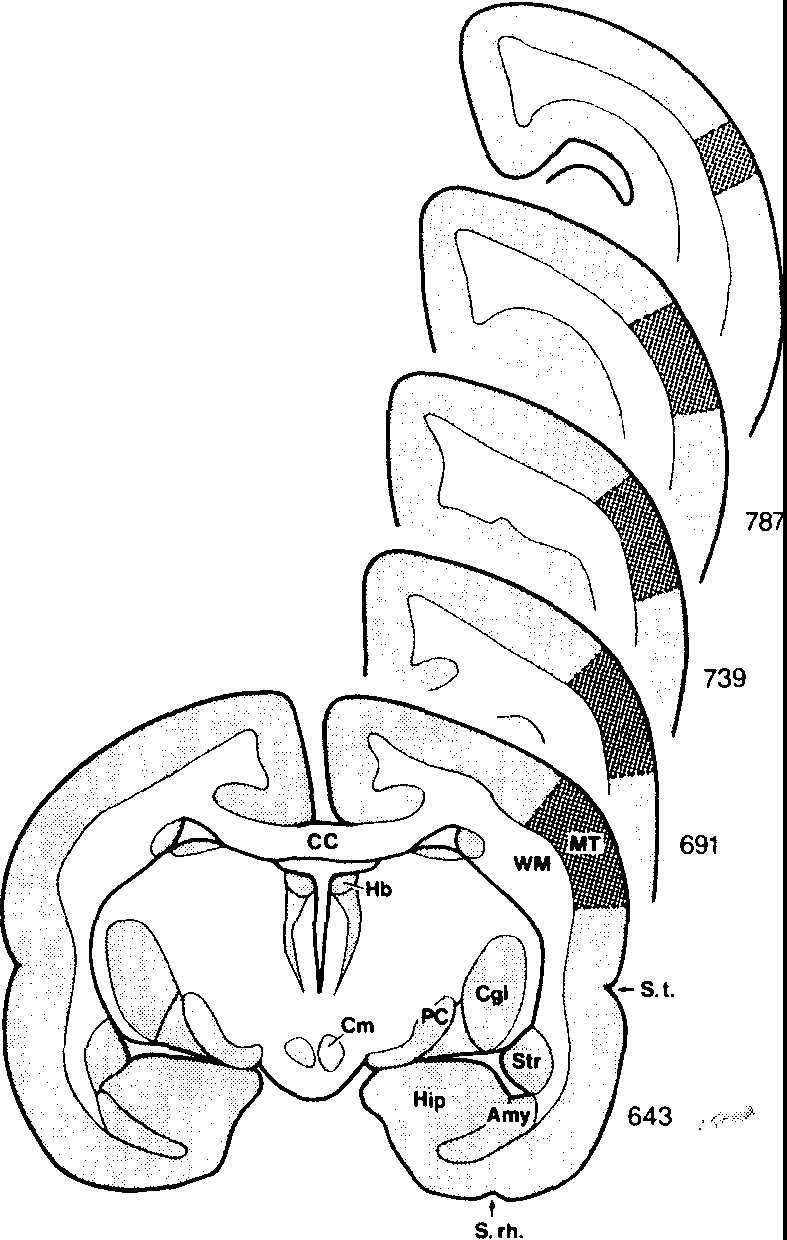 787
739
691
CC
MT
WM
Hb
S. t.
Cgl
PC
Cm
Str
Hip
Amy
643
S. rh.